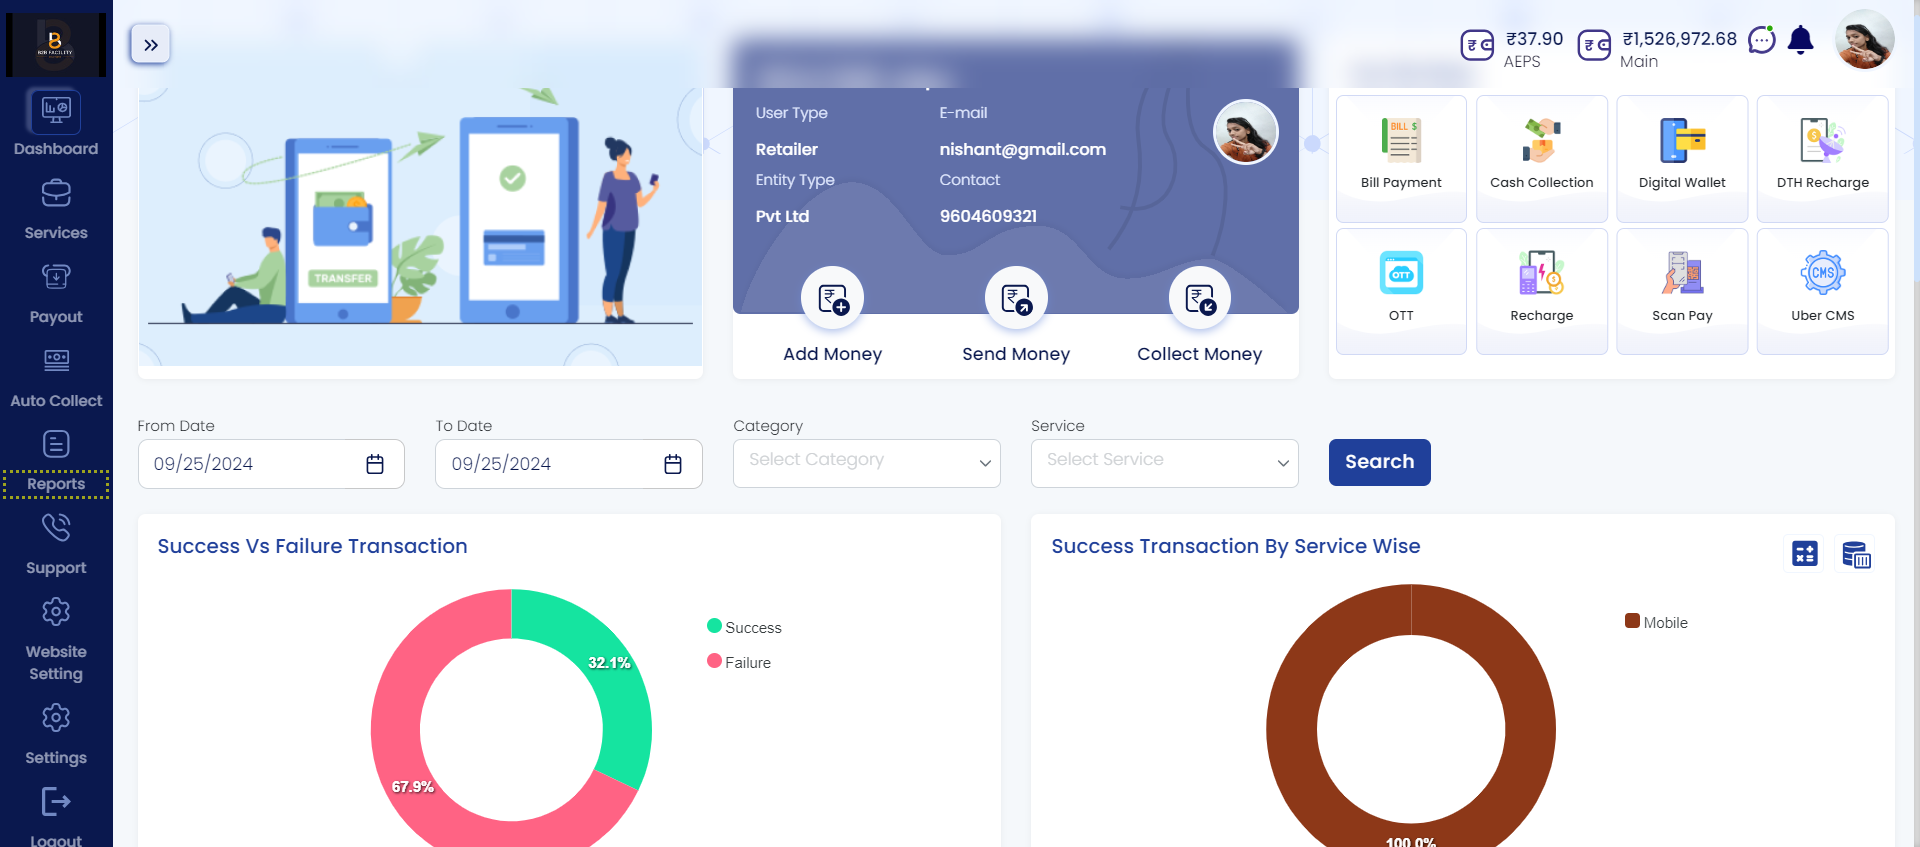 B2B FACILITY
Dashboard
Services
Payout
Auto Collect
Reports
Support
Website
Setting
Settings
Logout
₹37.90
AEPS
₹1,526,972.68
Main
TRANSFER
User Type
E-mail
Retailer
nishant@gmail.com
Entity Type
Contact
Pvt Ltd
9604609321
Add Money
Send Money
Collect Money
BILL $
Bill Payment
Cash Collection
Digital Wallet
DTH Recharge
OTT
OTT
Recharge
Scan Pay
CMS
Uber CMS
From Date
09/25/2024
To Date
09/25/2024
Category
Select Category
Service
Select Service
Search
Success Vs Failure Transaction
Success
Failure
32.1%
67.9%
Success Transaction By Service Wise
Mobile
100.0%